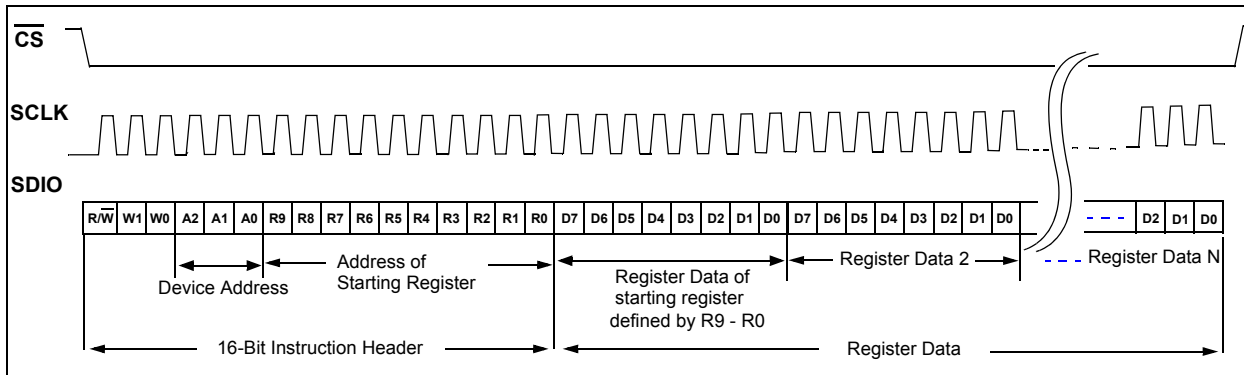 CS
SCLK
SDIO
R/W W1 W0 A2 A1 A0 R9 R8 R7 R6 R5 R4 R3 R2 R1 R0 D7 D6 D5 D4 D3 D2 D1 D0 D7 D6 D5 D4 D3 D2 D1 D0 D2 D1 D0
Device Address
Address of
Starting Register
Register Data of
starting register
defined by R9 - R0
Register Data 2
Register Data N
16-Bit Instruction Header
Register Data